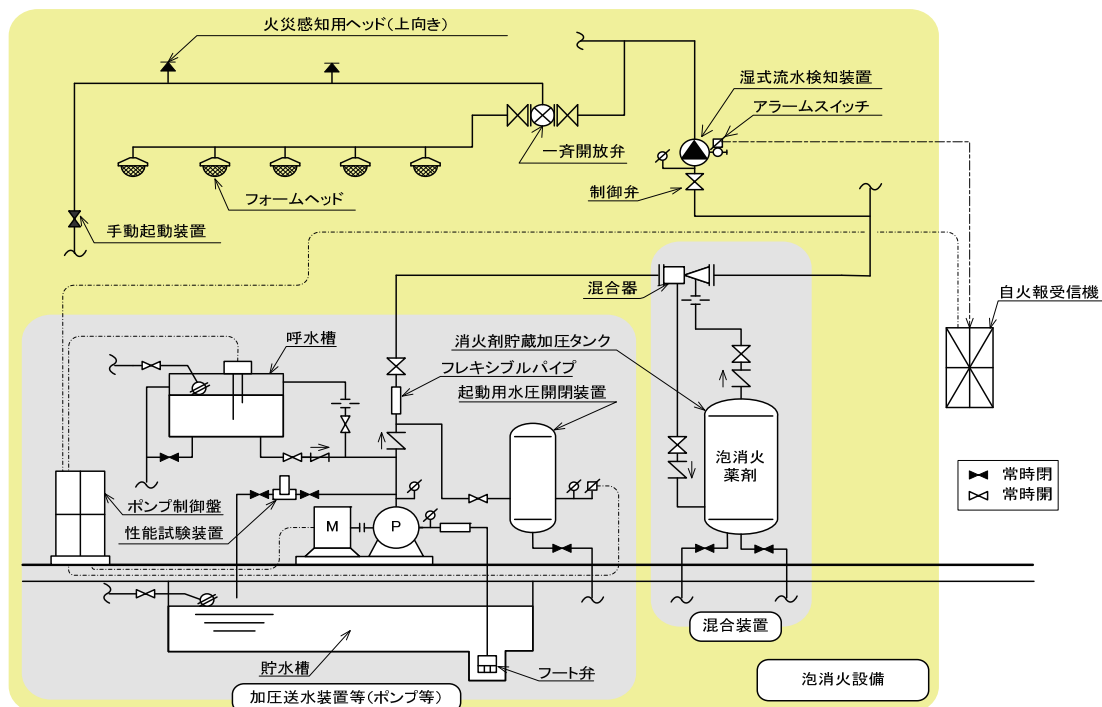 火災感知用ヘッド(上向き)
湿式流水検知装置
アラームスイッチ
一斉開放弁
制御弁
フォームヘッド
手動起動装置
混合器
自火報受信機
呼水槽
消火剤貯蔵加圧タンク
フレキシブルパイプ
起動用水圧開閉装置
泡消火
薬剤
常時閉
常時開
ポンプ制御盤
性能試験装置
M
P
混合装置
貯水槽
フート弁
泡消火設備
加圧送水装置等(ポンプ等)